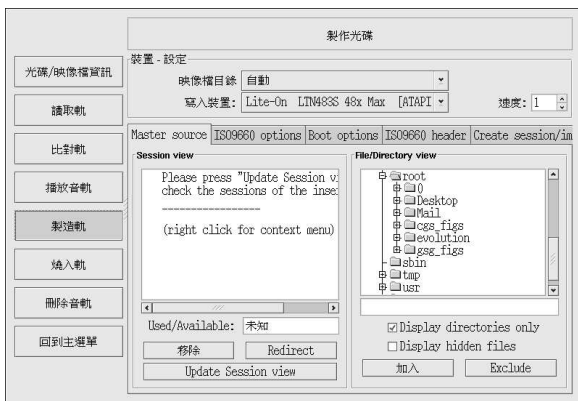 製作光碟
光碟/映像檔資訊
讀取軌
比對軌
播放音軌
製造軌
燒入軌
刪除音軌
回到主選單
裝置 - 設定
映像檔目錄 自動
寫入裝置: Lite-On LTN483S 48x Max [ATAPI 速度: 1
Master source ISO9660 options Boot options ISO9660 header Create session/im
Session view
Please press "Update Session v
check the sessions of the inse
-----------------
(right click for context menu)
Used/Available: 未知
移除 Redirect
Update Session view
File/Directory view
root
()
Desktop
Mail
cgs_figs
evolution
gsg_figs
sbin
tmp
usr
Display directories only
Display hidden files
加入 Exclude